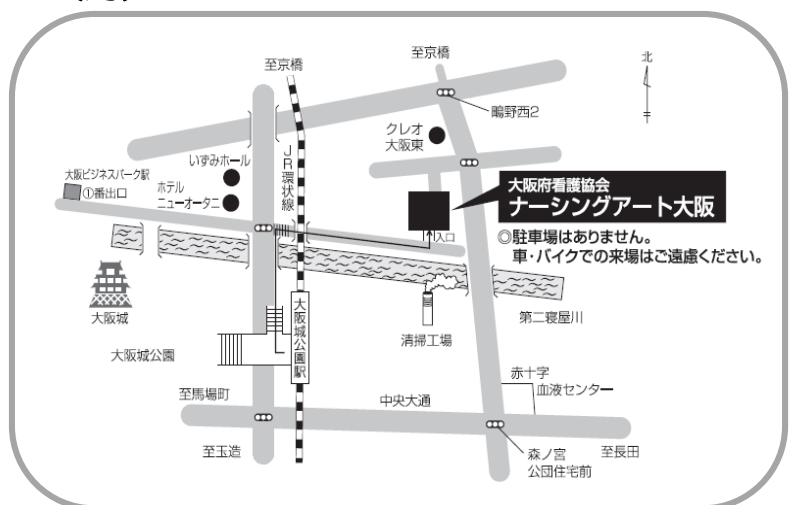 至京橋
至京橋
北
鴫野西2
クレオ
大阪東
いずみホール
JR環状線
大阪ビジネスパーク駅
①番出口
ホテル
ニューオータニ
大阪府看護協会
ナーシングアート大阪
入口
◎駐車場はありません。
車・バイクでの来場はご遠慮ください。
大阪城
大阪城公園駅
清掃工場
第二寝屋川
大阪城公園
赤十字
血液センター
至馬場町
中央大通
至玉造
森ノ宮
公団住宅前
至長田